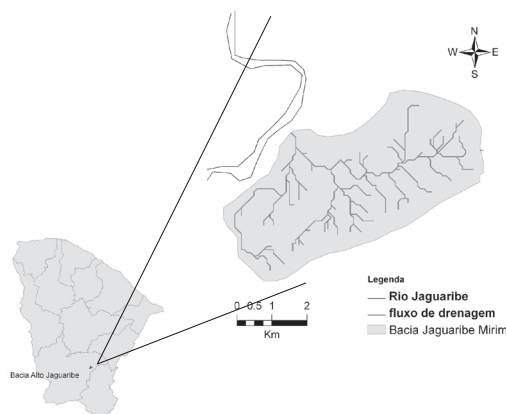 N
W E
S
Legenda
Rio Jaguaribe
fluxo de drenagem
Bacia Jaguaribe Mirim
0 0.5 1 2
Km
Bacia Alto Jaguaribe